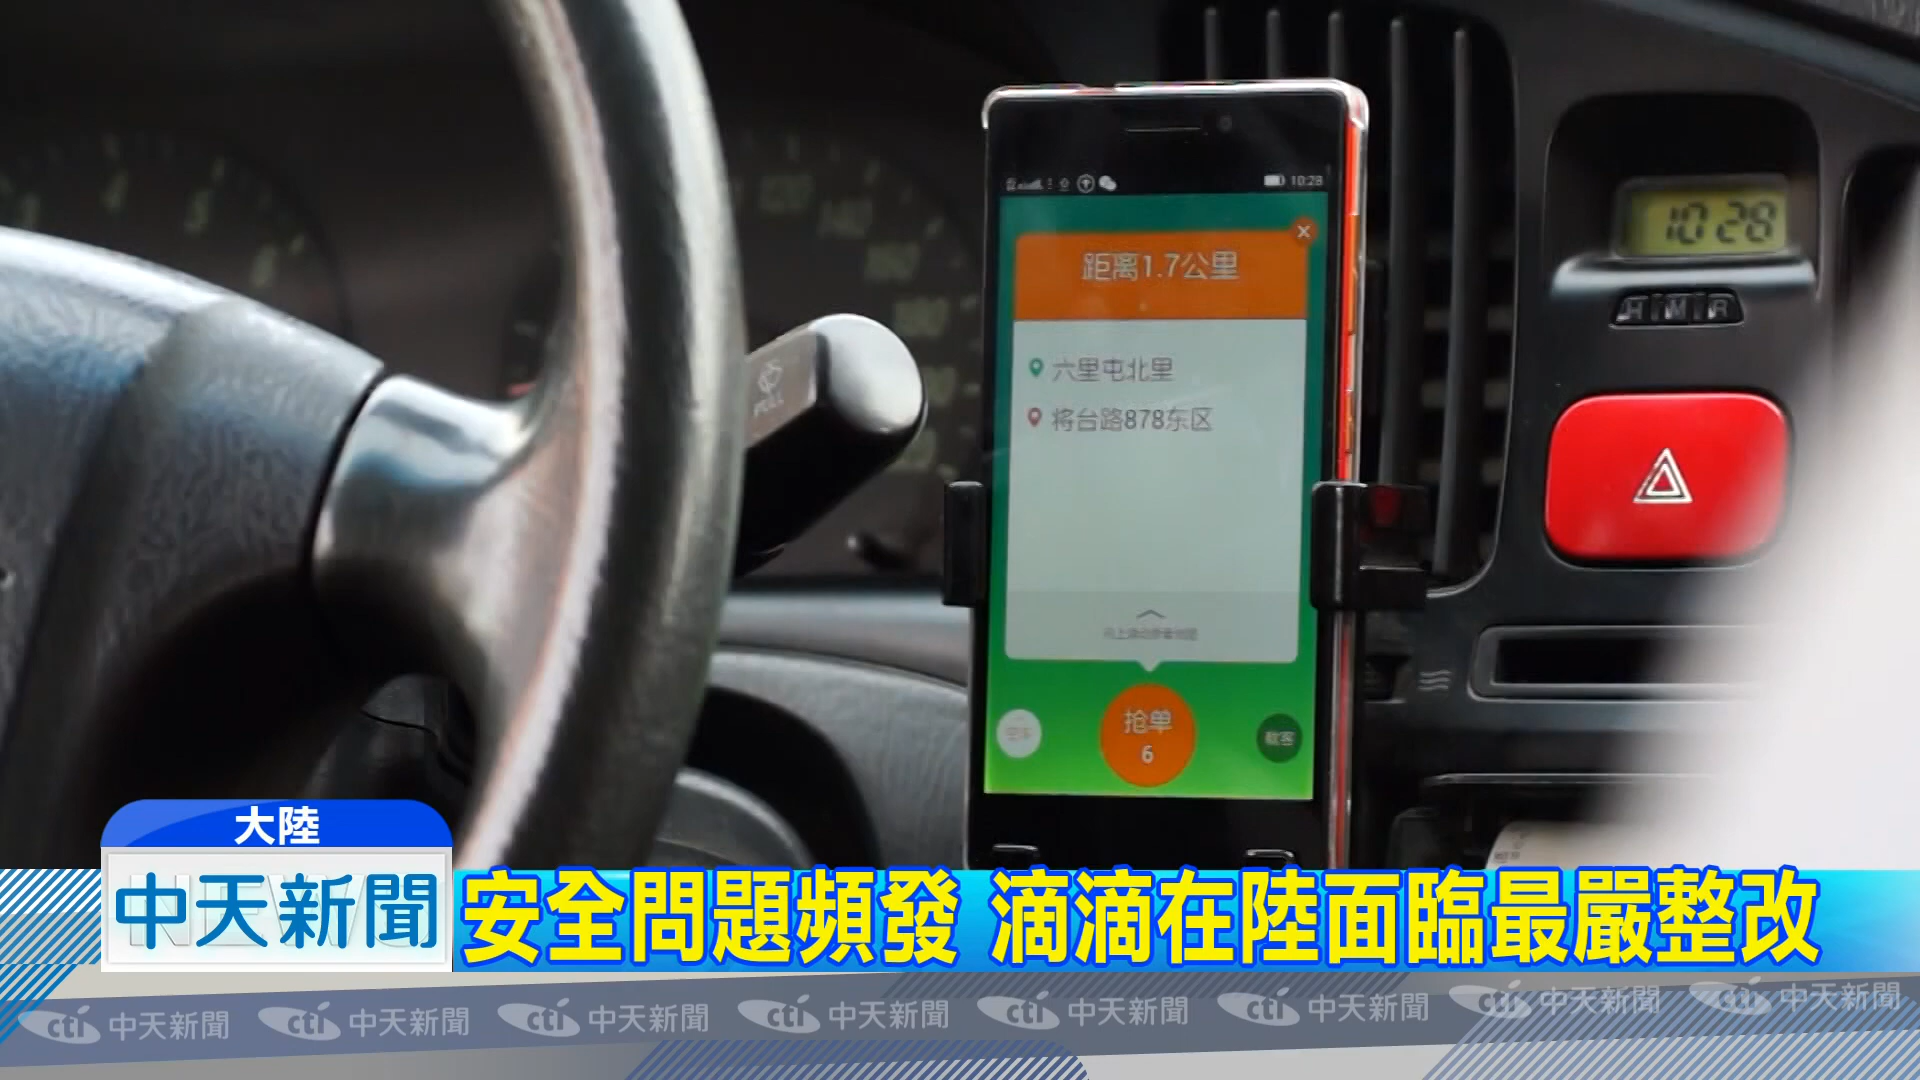 10:28
距离1.7公里
六里屯北里
将台路878东区
抢单
6
10 28
H M R
PULL
大陸
中天新聞
安全問題頻發 滴滴在陸面臨最嚴整改
cti 中天新聞 cti 中天新聞 cti 中天新聞 cti 中天新聞 cti 中天新聞 cti 中天新聞 cti 中天新聞 cti 中天新聞